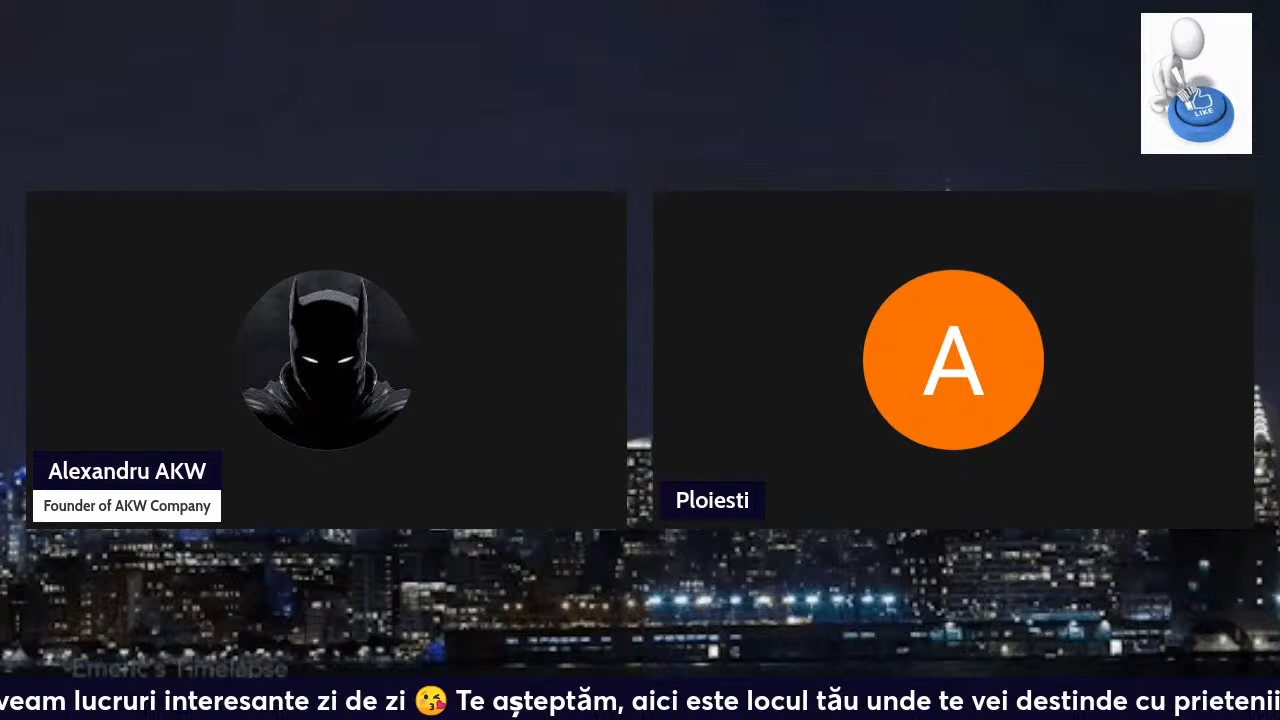 LIKE
A
Alexandru AKW
Founder of AKW Company
Ploiesti
-Emeric's Timelapse
veam lucruri interesante zi de zi 😘 Te așteptăm, aici este locul tău unde te vei destinde cu prietenii